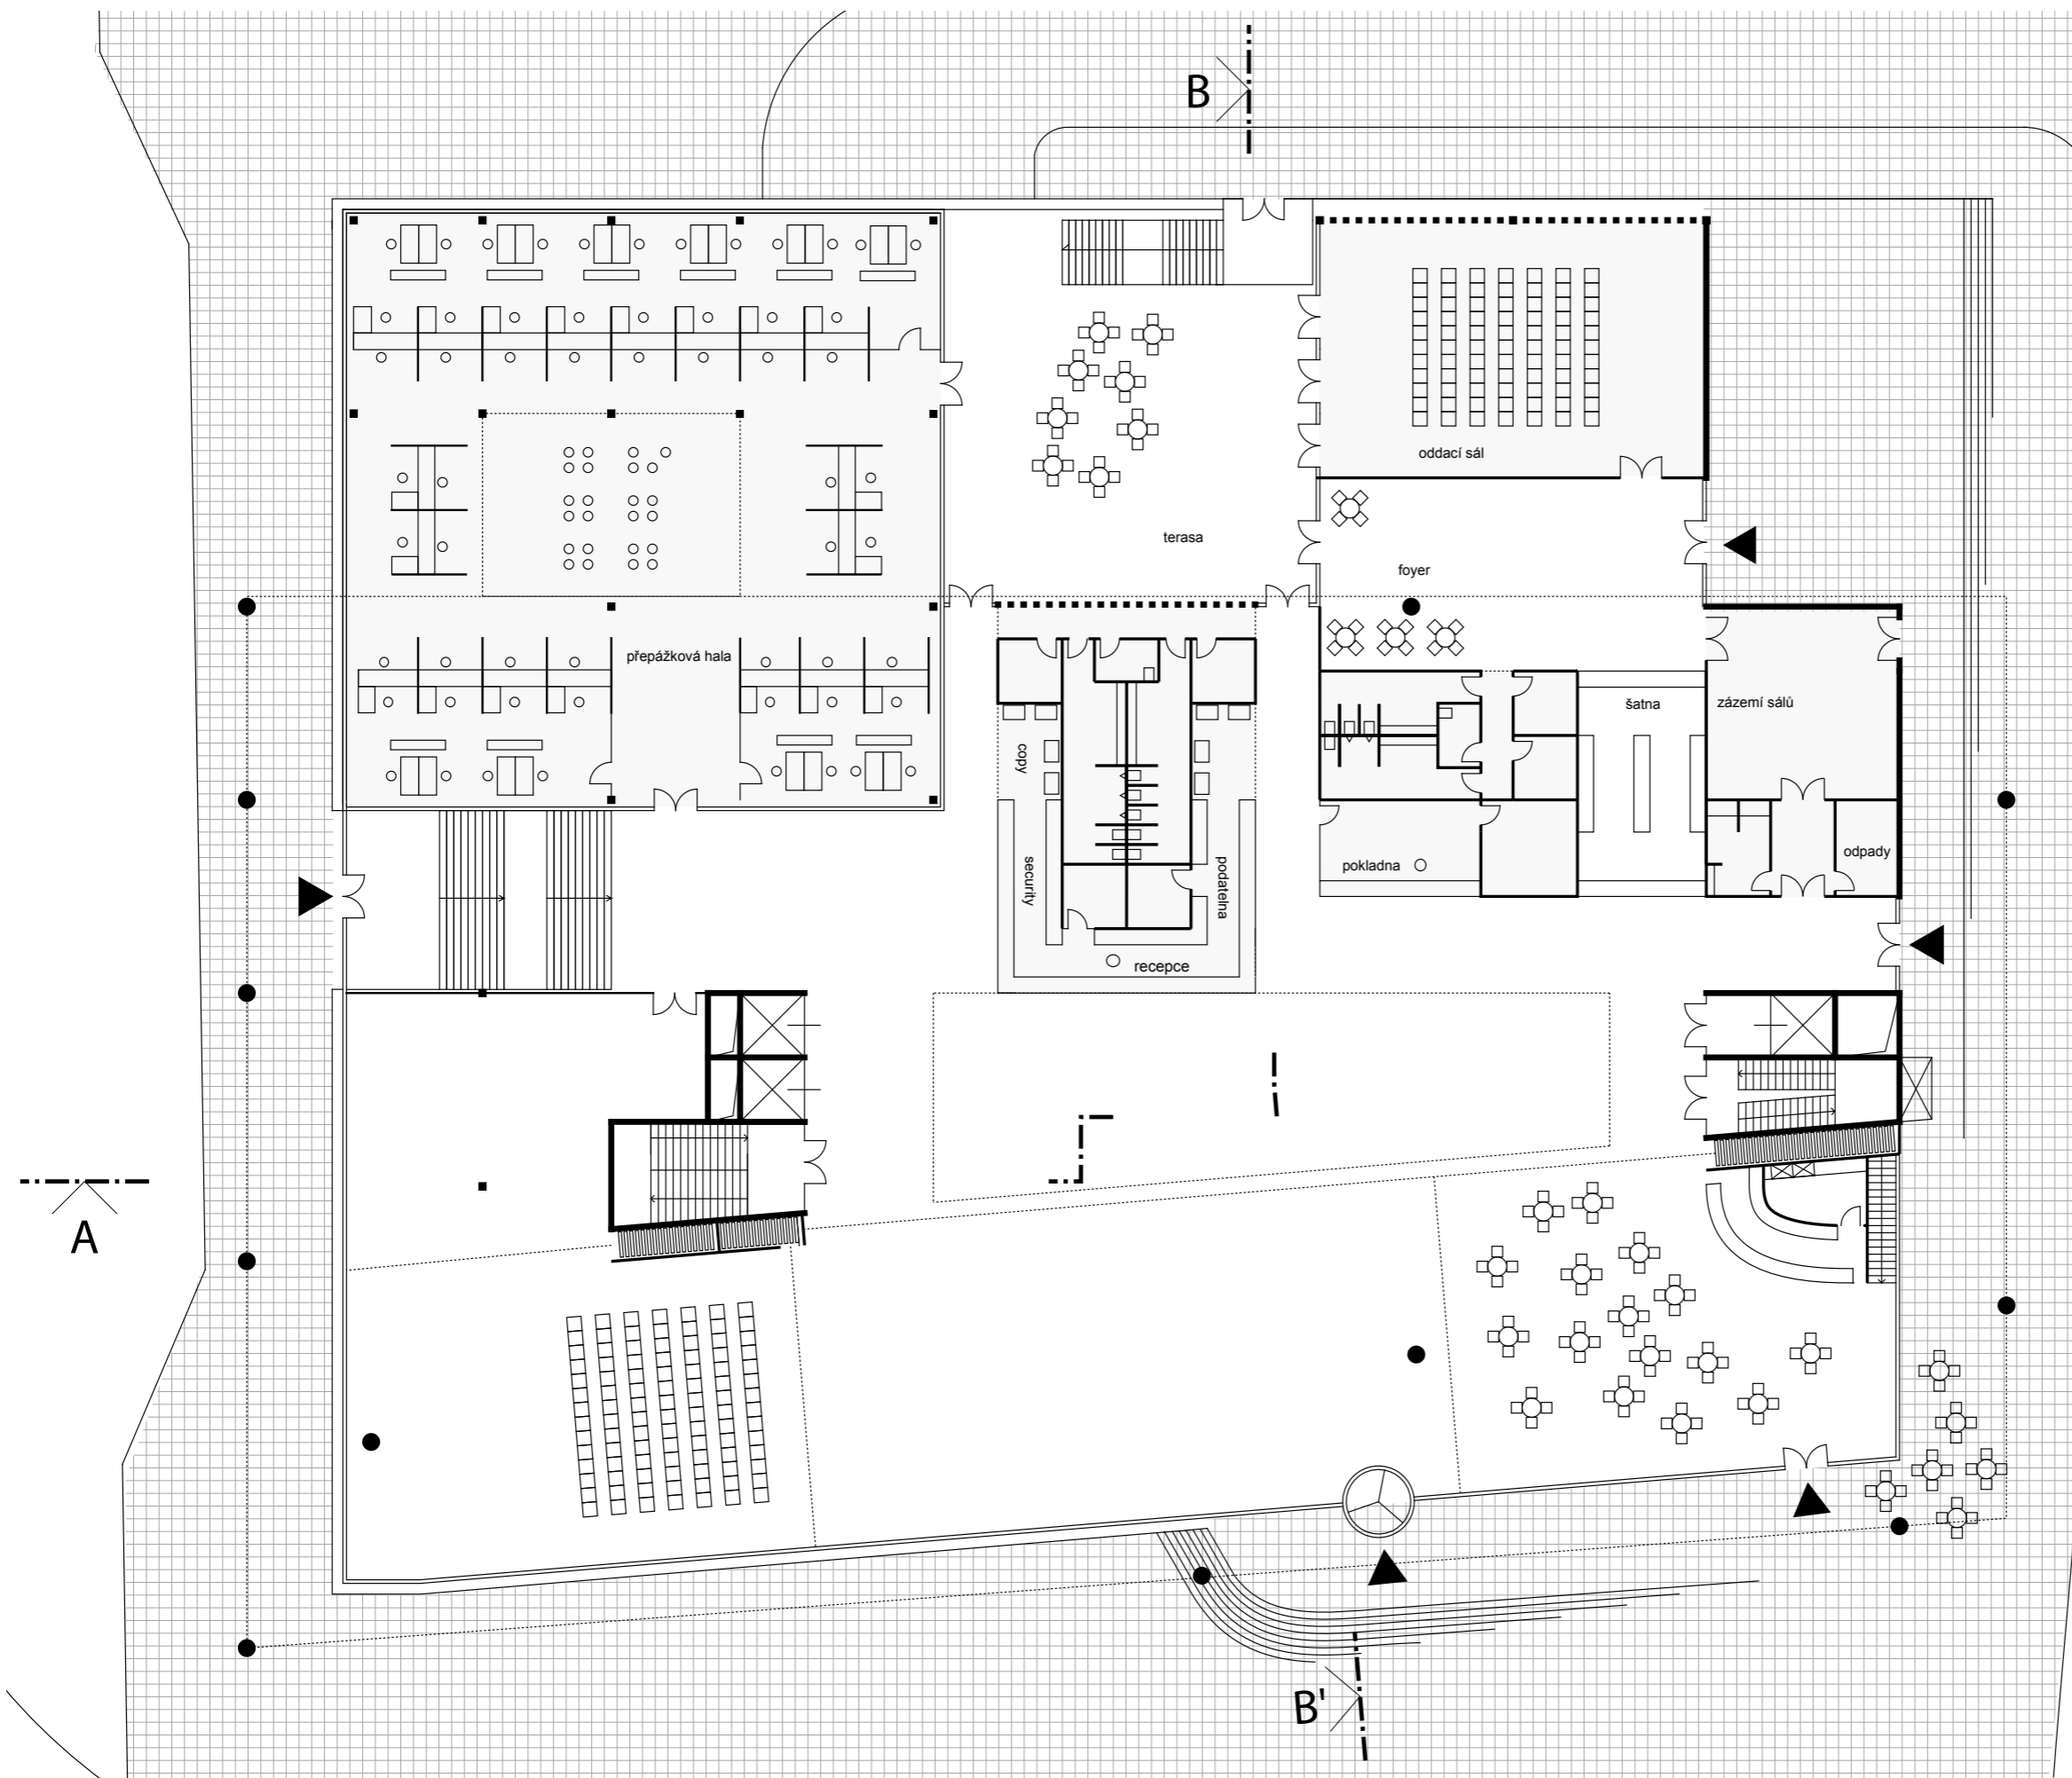 B
oddací sál
terasa
foyer
přepážková hala
šatna
zázemí sálů
copy
security
podatelna
pokladna
odpady
recepce
A
B'